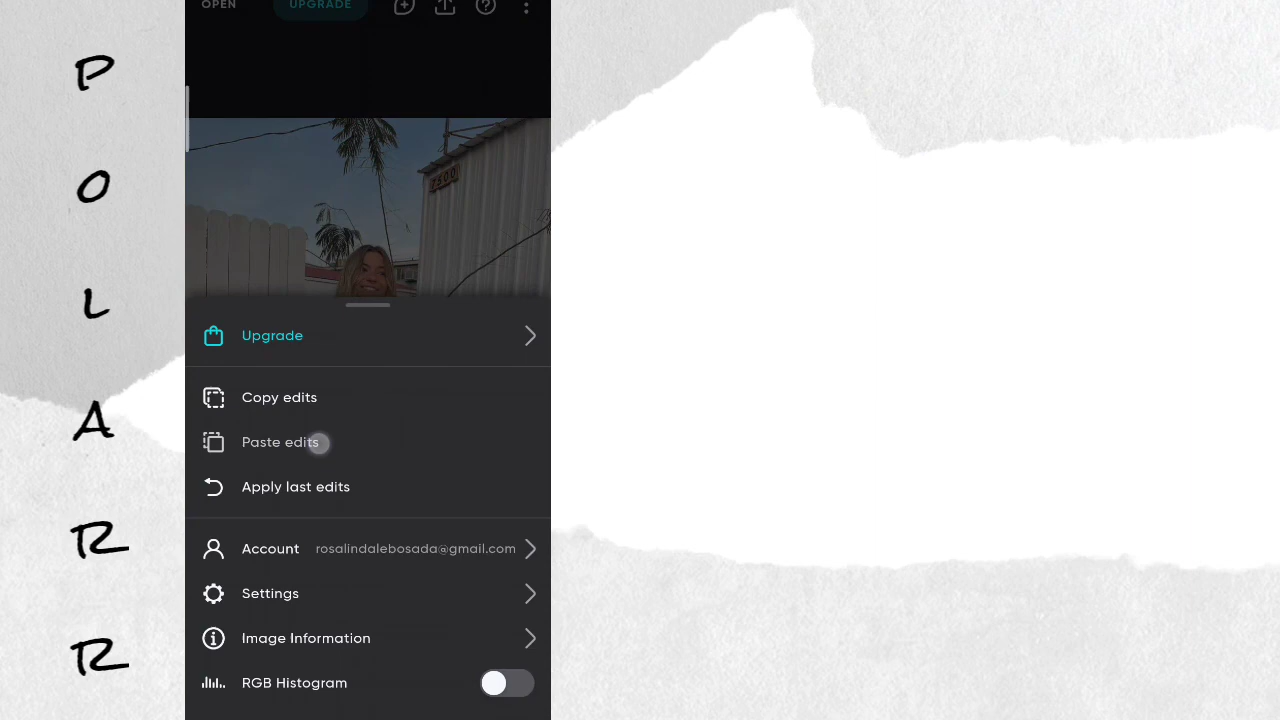 P
O
L
A
R
R
OPEN UPGRADE
7500
Upgrade
Copy edits
Paste edits
Apply last edits
Account rosalindalebosada@gmail.com
Settings
Image Information
RGB Histogram